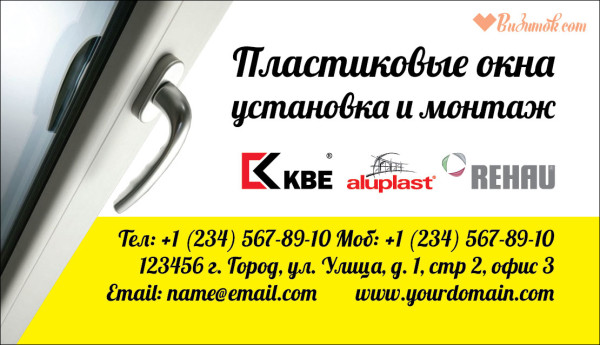 Визиток.com
Пластиковые окна
установка и монтаж
KBE® aluplast® REHAU
Тел: +1 (234) 567-89-10 Моб: +1 (234) 567-89-10
123456 г. Город, ул. Улица, д. 1, стр 2, офис 3
Email: name@email.com www.yourdomain.com